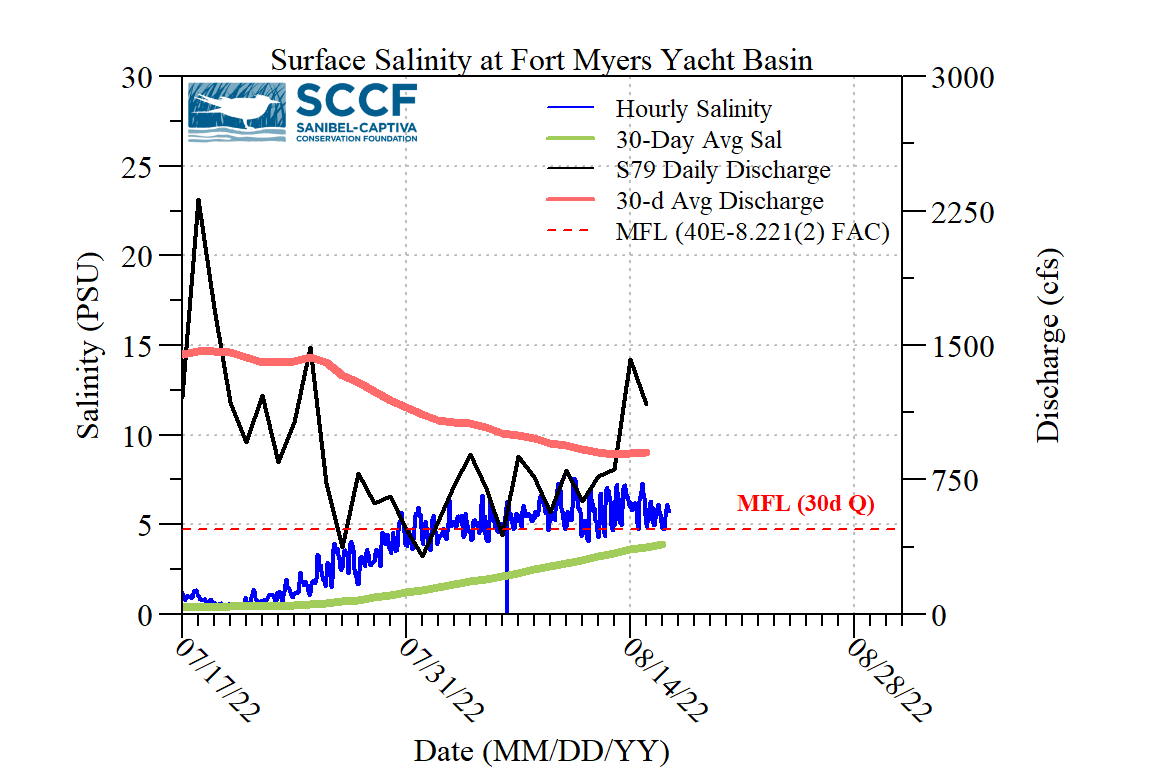 Surface Salinity at Fort Myers Yacht Basin
SCCF
SANIBEL-CAPTIVA
CONSERVATION FOUNDATION
Hourly Salinity
30-Day Avg Sal
S79 Daily Discharge
30-d Avg Discharge
MFL (40E-8.221(2) FAC)
MFL (30d Q)
Salinity (PSU)
30
25
20
15
10
5
0
Discharge (cfs)
3000
2250
1500
750
0
07/17/22
07/31/22
08/14/22
08/28/22
Date (MM/DD/YY)